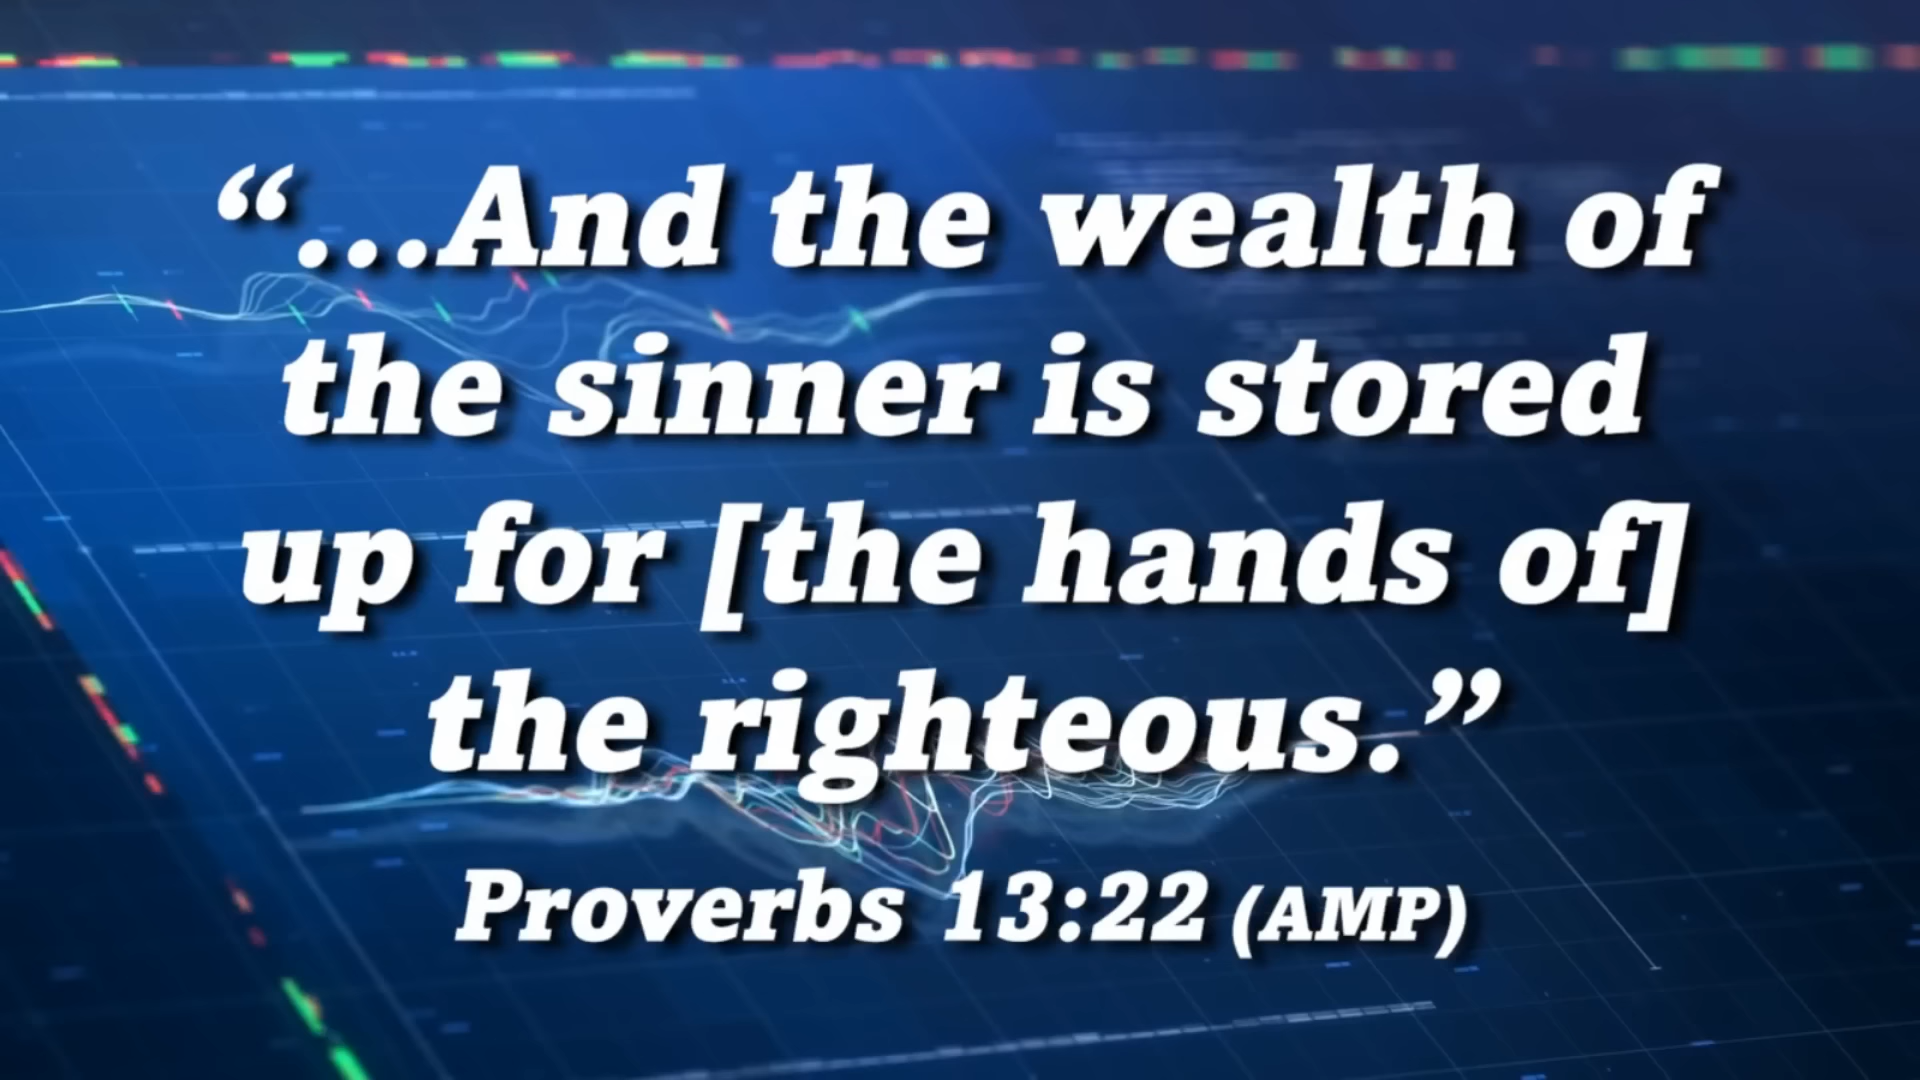 “...And the wealth of
the sinner is stored
up for [the hands of]
the righteous.”
Proverbs 13:22 (AMP)